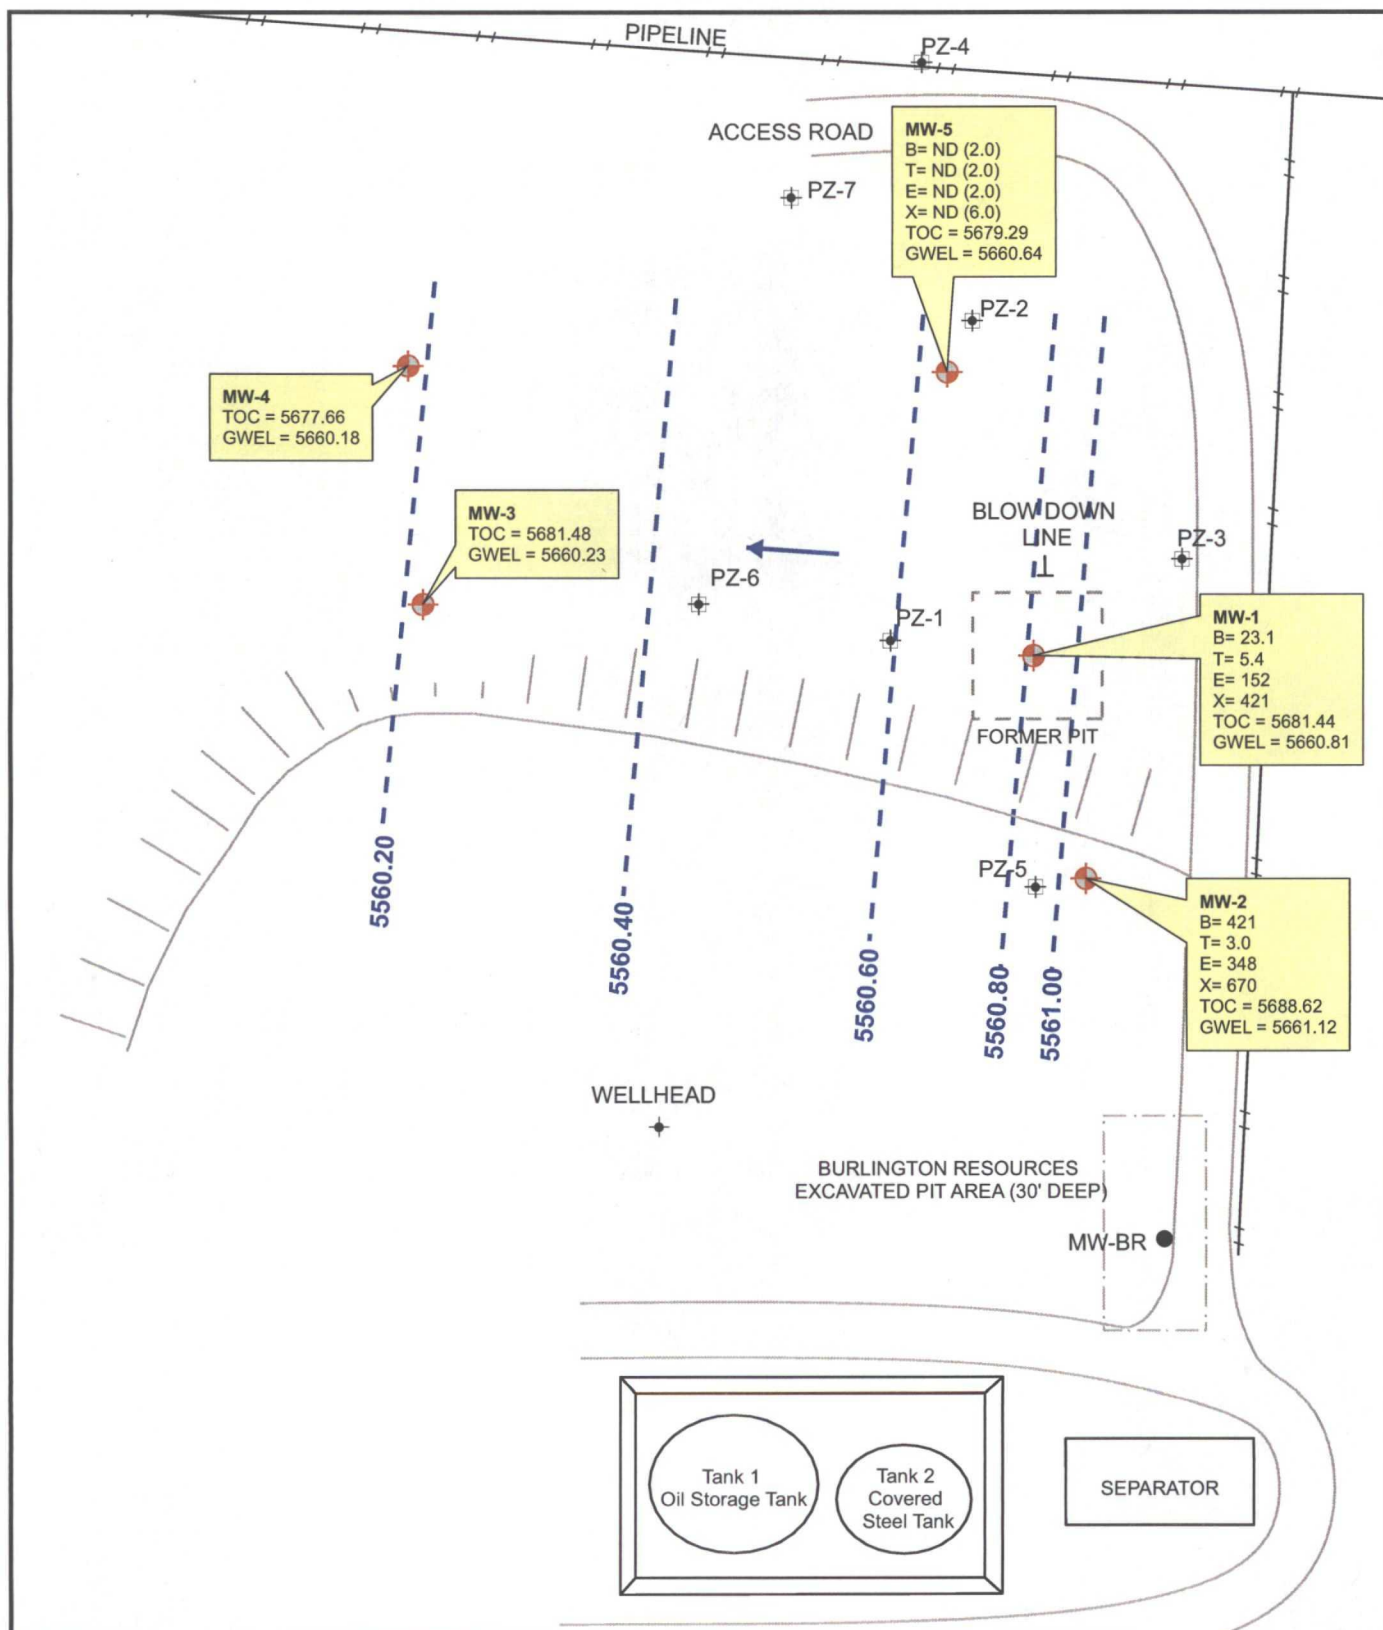 PIPELINE
PZ-4
ACCESS ROAD
MW-5
B= ND (2.0)
T= ND (2.0)
E= ND (2.0)
X= ND (6.0)
TOC = 5679.29
GWEL = 5660.64
PZ-7
PZ-2
MW-4
TOC = 5677.66
GWEL = 5660.18
MW-3
TOC = 5681.48
GWEL = 5660.23
BLOW DOWN
LINE
PZ-3
PZ-6
PZ-1
MW-1
B= 23.1
T= 5.4
E= 152
X= 421
TOC = 5681.44
GWEL = 5660.81
FORMER PIT
5560.20
5560.40
5560.60
5560.80
5561.00
PZ-5
MW-2
B= 421
T= 3.0
E= 348
X= 670
TOC = 5688.62
GWEL = 5661.12
WELLHEAD
BURLINGTON RESOURCES
EXCAVATED PIT AREA (30' DEEP)
MW-BR
Tank 1
Oil Storage Tank
Tank 2
Covered
Steel Tank
SEPARATOR